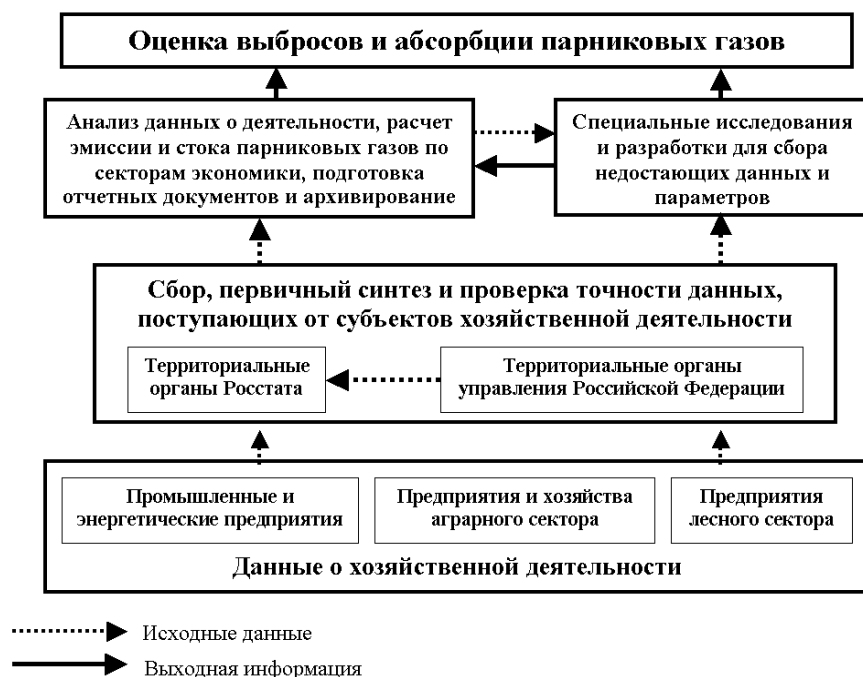 Оценка выбросов и абсорбции парниковых газов
Анализ данных о деятельности, расчет
эмиссии и стока парниковых газов по
секторам экономики, подготовка
отчетных документов и архивирование
Специальные исследования
и разработки для сбора
недостающих данных и
параметров
Сбор, первичный синтез и проверка точности данных,
поступающих от субъектов хозяйственной деятельности
Территориальные
органы Росстата
Территориальные органы
управления Российской Федерации
Промышленные и
энергетические предприятия
Предприятия и хозяйства
аграрного сектора
Предприятия
лесного сектора
Данные о хозяйственной деятельности
Исходные данные
Выходная информация